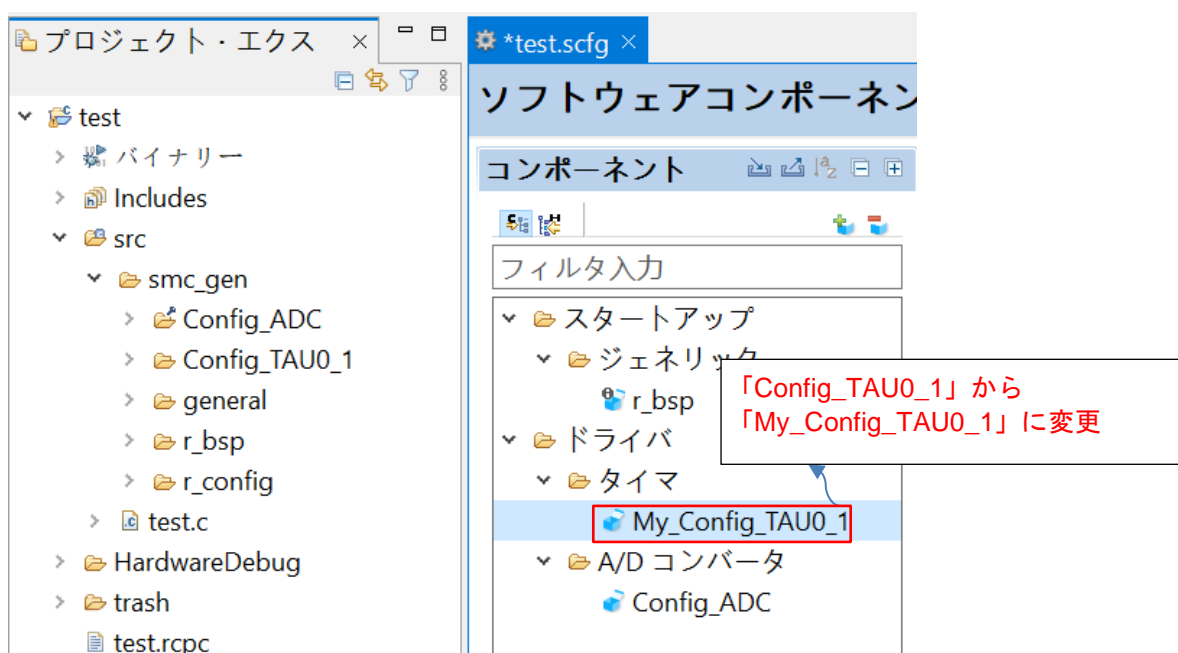 プロジェクト・エクス
test
バイナリー
Includes
src
smc_gen
Config_ADC
Config_TAU0_1
general
r_bsp
r_config
test.c
HardwareDebug
trash
test.rcpc
*test.scfg
ソフトウェアコンポーネン
コンポーネント
フィルタ入力
スタートアップ
ジェネリック
r_bsp
ドライバ
タイマ
My_Config_TAU0_1
A/D コンバータ
Config_ADC
「Config_TAU0_1」から
「My_Config_TAU0_1」に変更